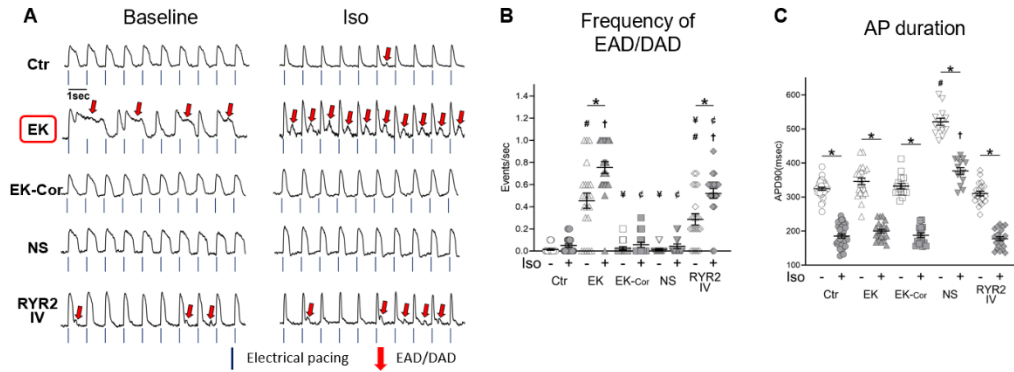 A
Baseline
Iso
Ctr
1sec
EK
EK-Cor
NS
RYR2
IV
Electrical pacing
EAD/DAD
B
Frequency of
EAD/DAD
Events/sec
1.4
1.2
1.0
0.8
0.6
0.4
0.2
0.0
* *
# † ¥ ¢ ¥ ¢ ¥ ¢
# †
Iso - + - + - + - + - +
Ctr EK EK-Cor NS RYR2
IV
C
AP duration
APD90(msec)
600
500
400
300
200
100
# *
* * * † *
Iso - + - + - + - + - +
Ctr EK EK-Cor NS RYR2
IV